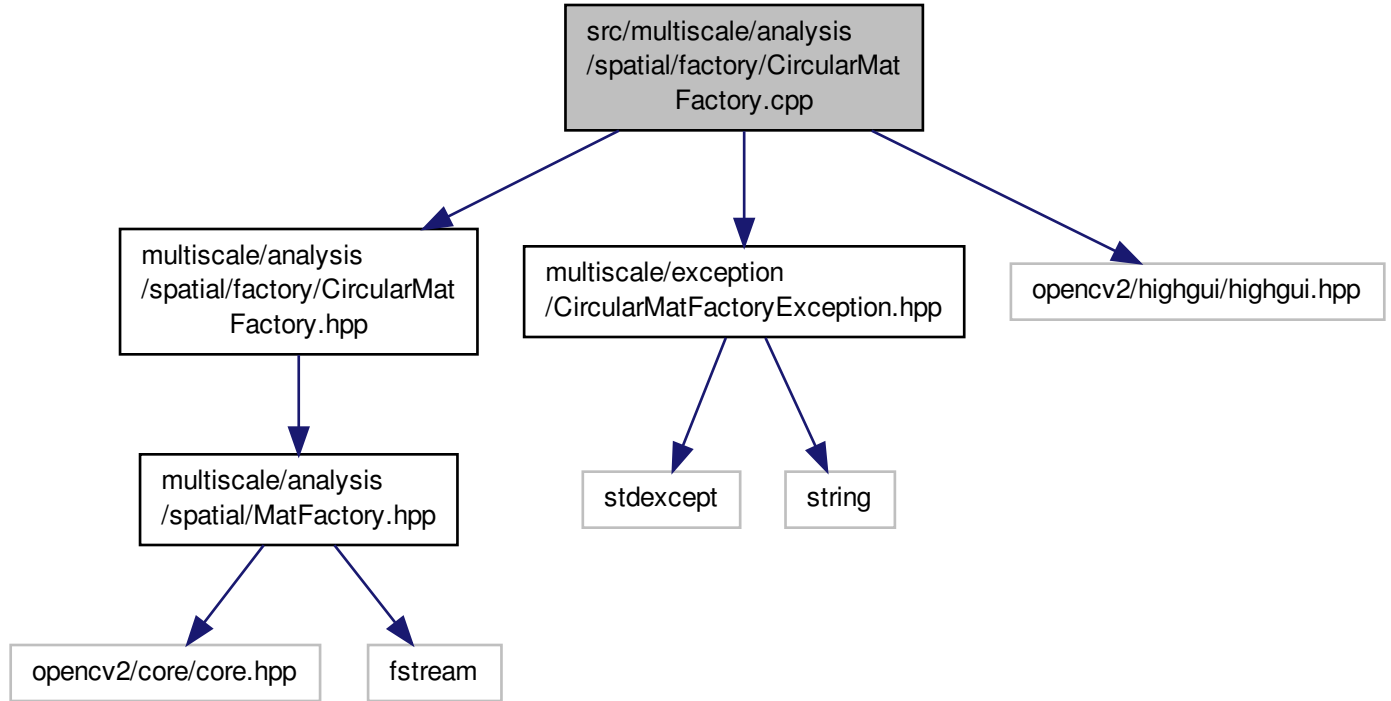 src/multiscale/analysis
/spatial/factory/CircularMat
Factory.cpp
multiscale/analysis
/spatial/factory/CircularMat
Factory.hpp
multiscale/exception
/CircularMatFactoryException.hpp
opencv2/highgui/highgui.hpp
multiscale/analysis
/spatial/MatFactory.hpp
stdexcept
string
opencv2/core/core.hpp
fstream